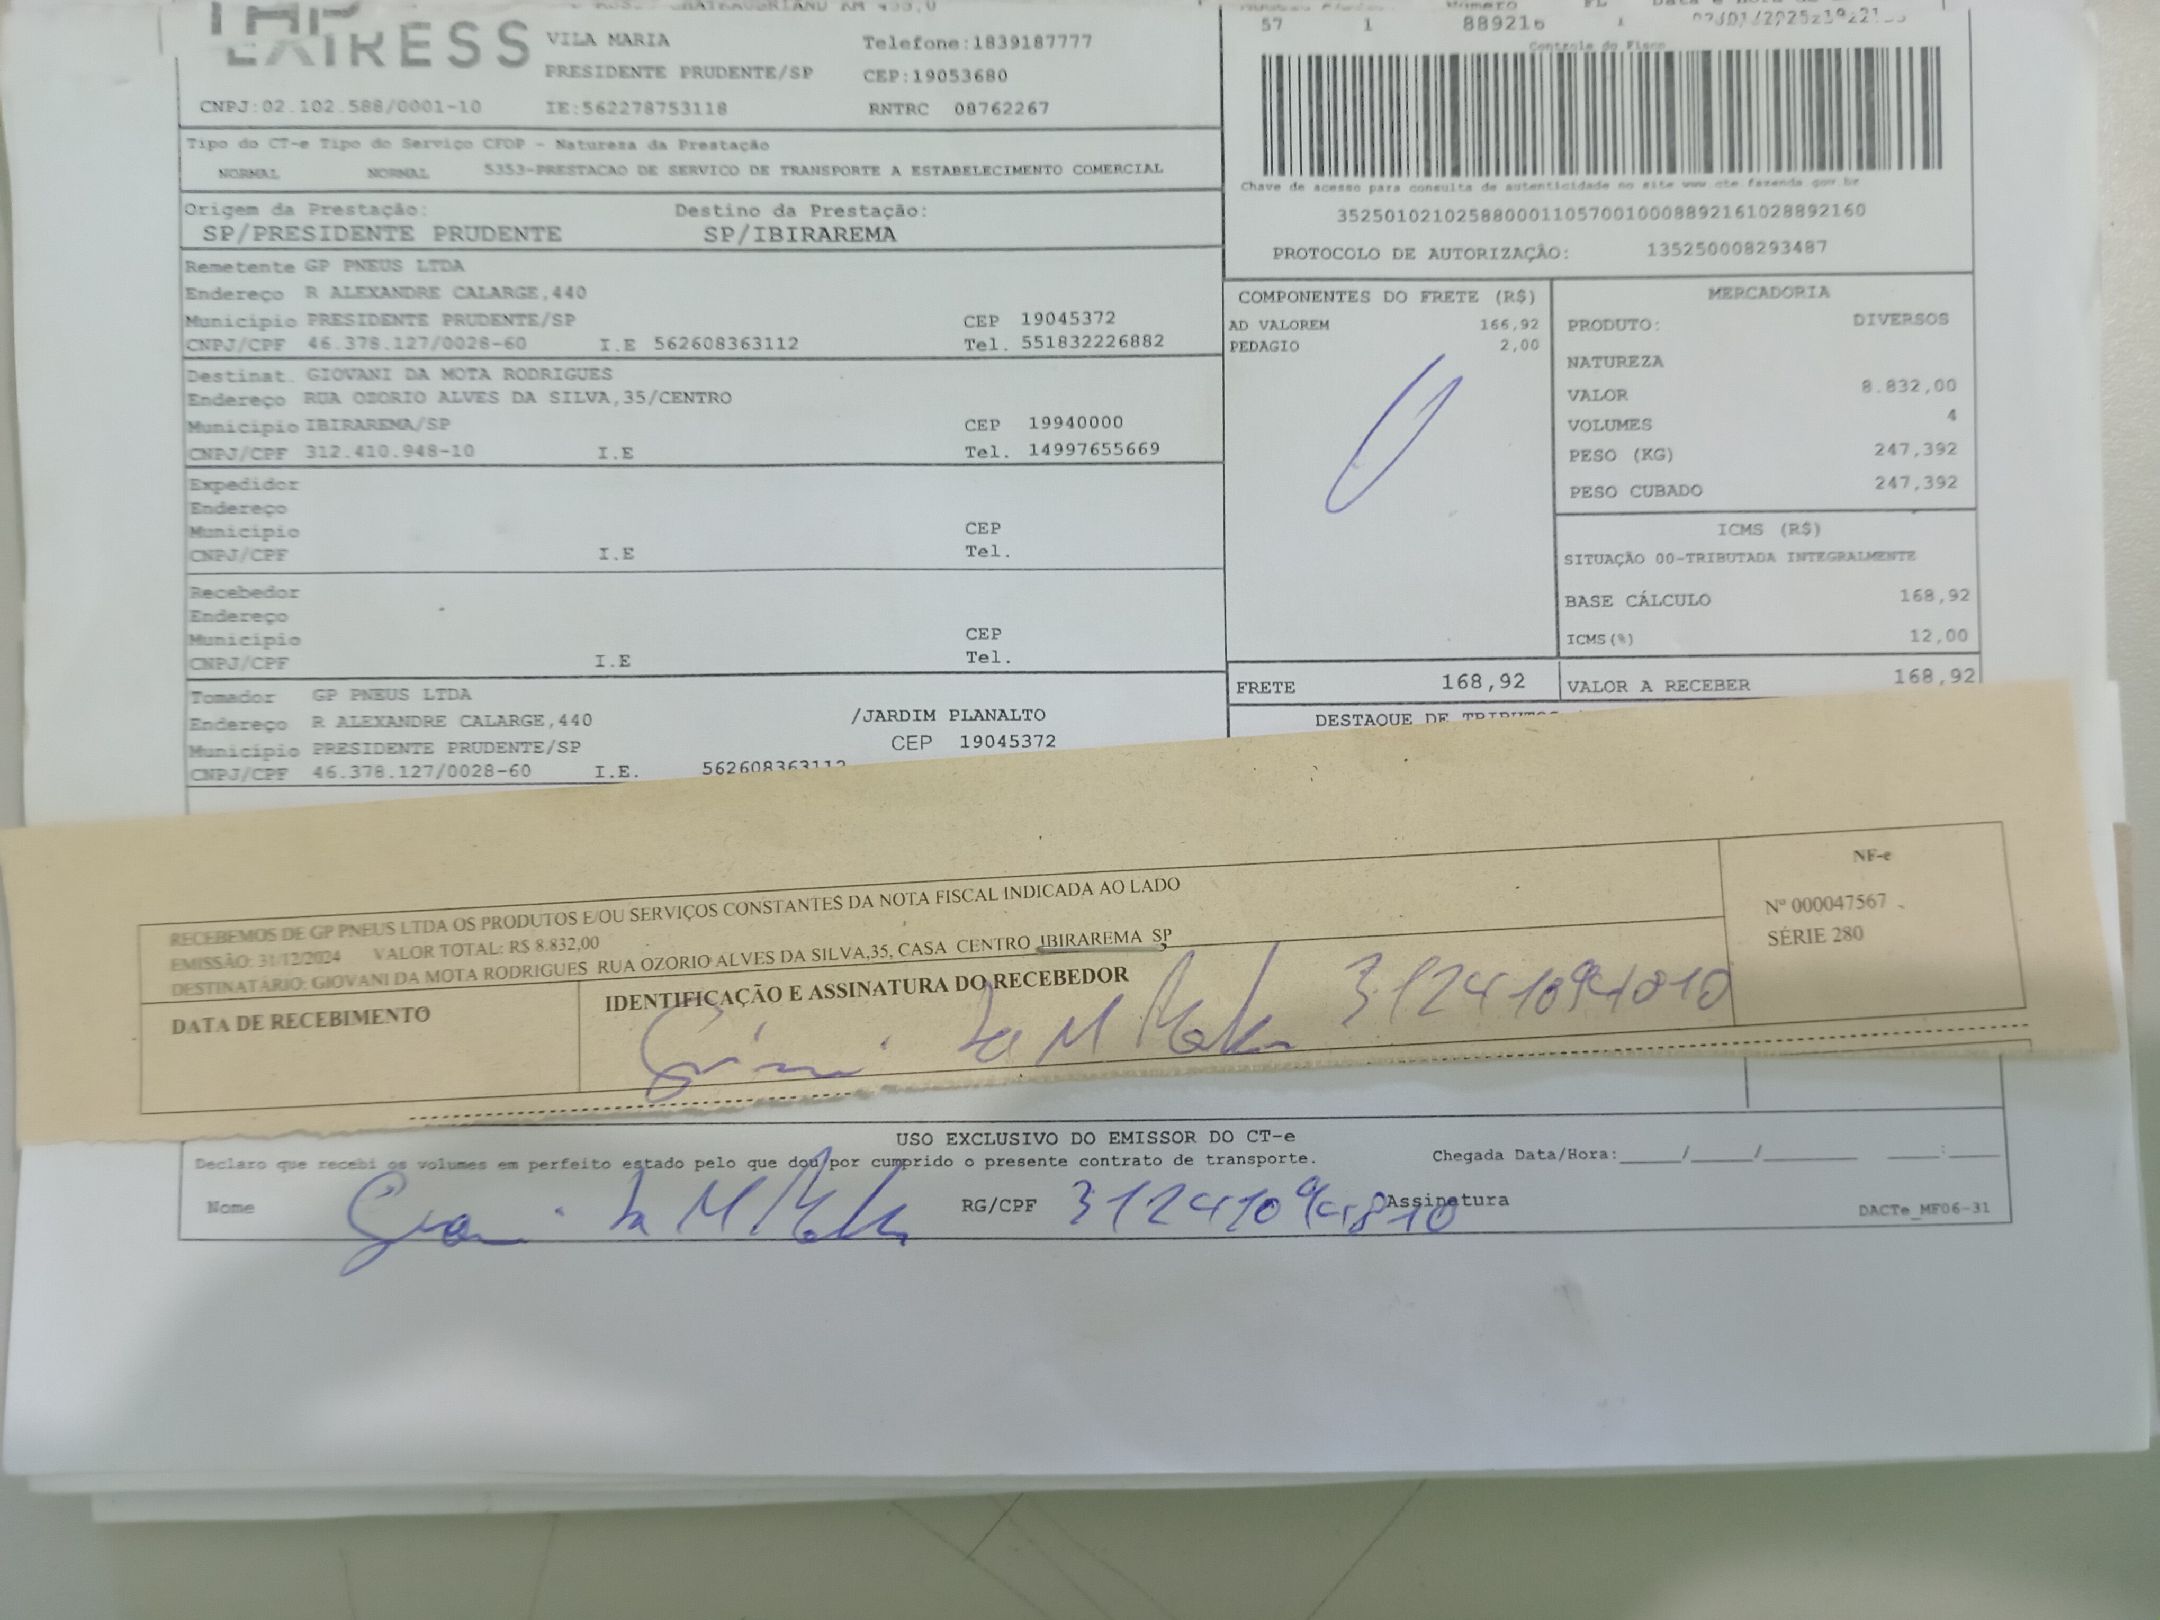 EXPRESS
VILA MARIA Telefone:1839187777
PRESIDENTE PRUDENTE/SP CEP:19053680
CNPJ:02.102.588/0001-10 IE:562278753118 RNTRC 08762267
57 1 889216 1
Controle do Fisco
Tipo do CT-e Tipo do Serviço CFOP - Natureza da Prestação
NORMAL NORMAL 5353-PRESTACAO DE SERVICO DE TRANSPORTE A ESTABELECIMENTO COMERCIAL
Chave de acesso para consulta de autenticidade no site www.cte.fazenda.gov.br
35250102102588000110570010008892161028892160
PROTOCOLO DE AUTORIZAÇÃO: 135250008293487
Origem da Prestação: Destino da Prestação:
SP/PRESIDENTE PRUDENTE SP/IBIRAREMA
Remetente GP PNEUS LTDA
Endereço R ALEXANDRE CALARGE,440
Município PRESIDENTE PRUDENTE/SP CEP 19045372
CNPJ/CPF 46.378.127/0028-60 I.E 562608363112 Tel. 551832226882
Destinat. GIOVANI DA MOTA RODRIGUES
Endereço RUA OZORIO ALVES DA SILVA,35/CENTRO
Município IBIRAREMA/SP CEP 19940000
CNPJ/CPF 312.410.948-10 I.E Tel. 14997655669
Expedidor
Endereço
Município CEP
CNPJ/CPF I.E Tel.
Recebedor
Endereço
Município CEP
CNPJ/CPF I.E Tel.
Tomador GP PNEUS LTDA
Endereço R ALEXANDRE CALARGE,440 /JARDIM PLANALTO
Município PRESIDENTE PRUDENTE/SP CEP 19045372
CNPJ/CPF 46.378.127/0028-60 I.E. 562608363112
COMPONENTES DO FRETE (R$)
AD VALOREM 166,92
PEDAGIO 2,00
MERCADORIA
PRODUTO: DIVERSOS
NATUREZA
VALOR 8.832,00
VOLUMES 4
PESO (KG) 247,392
PESO CUBADO 247,392
ICMS (R$)
SITUAÇÃO 00-TRIBUTADA INTEGRALMENTE
BASE CÁLCULO 168,92
ICMS(%) 12,00
FRETE 168,92 VALOR A RECEBER 168,92
DESTAQUE DE TRIBUTOS
RECEBEMOS DE GP PNEUS LTDA OS PRODUTOS E/OU SERVIÇOS CONSTANTES DA NOTA FISCAL INDICADA AO LADO
EMISSÃO: 31/12/2024 VALOR TOTAL: R$ 8.832,00
DESTINATÁRIO: GIOVANI DA MOTA RODRIGUES RUA OZORIO ALVES DA SILVA,35, CASA CENTRO IBIRAREMA SP
DATA DE RECEBIMENTO IDENTIFICAÇÃO E ASSINATURA DO RECEBEDOR
31241094810
NF-e
Nº 000047567
SÉRIE 280
USO EXCLUSIVO DO EMISSOR DO CT-e
Declaro que recebi os volumes em perfeito estado pelo que dou por cumprido o presente contrato de transporte. Chegada Data/Hora:_____/_____/________ ____:____
Nome RG/CPF 31241094810 Assinatura DACTe_MF06-31